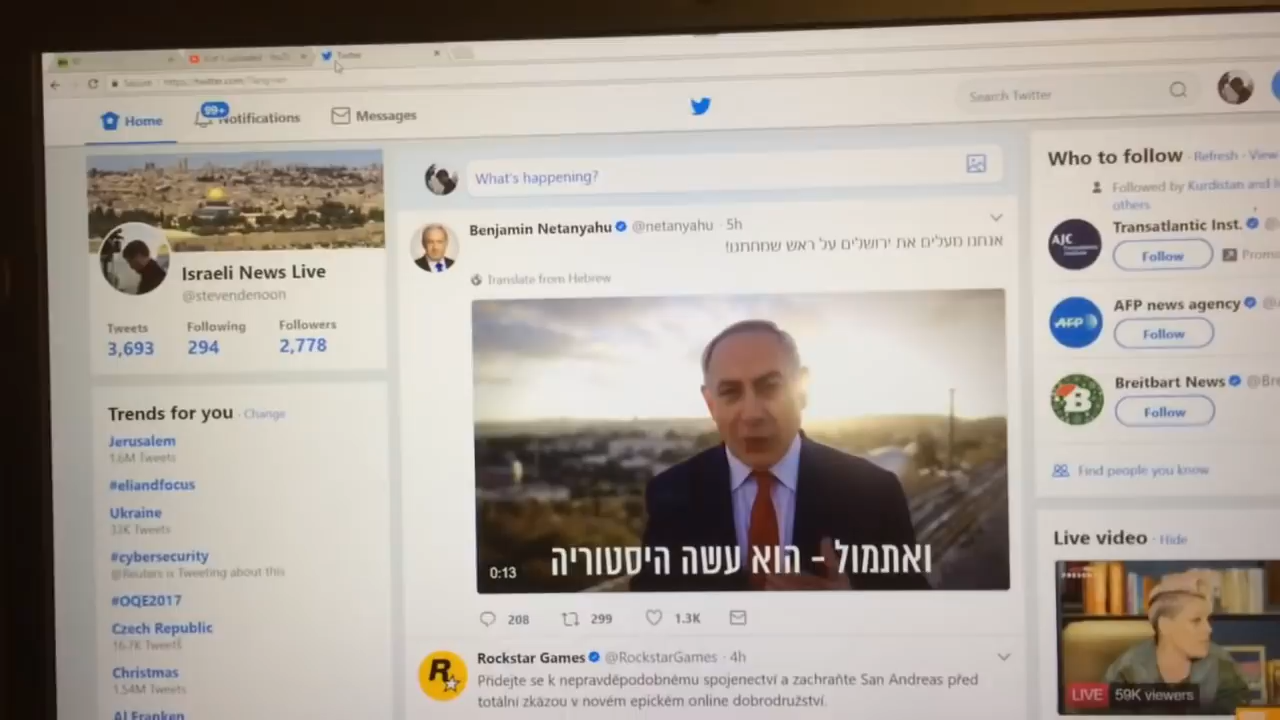 Twitter
Home
99+
Notifications
Messages
Search Twitter
Israeli News Live
@stevendenoon
Tweets
Following
Followers
3,693
294
2,778
Trends for you · Change
Jerusalem
1.6M Tweets
#eliandfocus
Ukraine
33K Tweets
#cybersecurity
@Reuters is Tweeting about this
#OQE2017
Czech Republic
16.7K Tweets
Christmas
1.54M Tweets
Al Franken
What's happening?
Benjamin Netanyahu @netanyahu · 5h
אנחנו מעלים את ירושלים על ראש שמחתנו!
Translate from Hebrew
ואתמול - הוא עשה היסטוריה
0:13
208
299
1.3K
Rockstar Games @RockstarGames · 4h
Přidejte se k nepravděpodobnému spojenectví a zachraňte San Andreas před
totální zkázou v novém epickém online dobrodružství.
Who to follow · Refresh · View
Followed by Kurdistan and
others
AJC
Transatlantic Inst.
Follow
AFP
AFP news agency
Follow
B
Breitbart News @Bre
Follow
Find people you know
Live video · Hide
LIVE 59K viewers